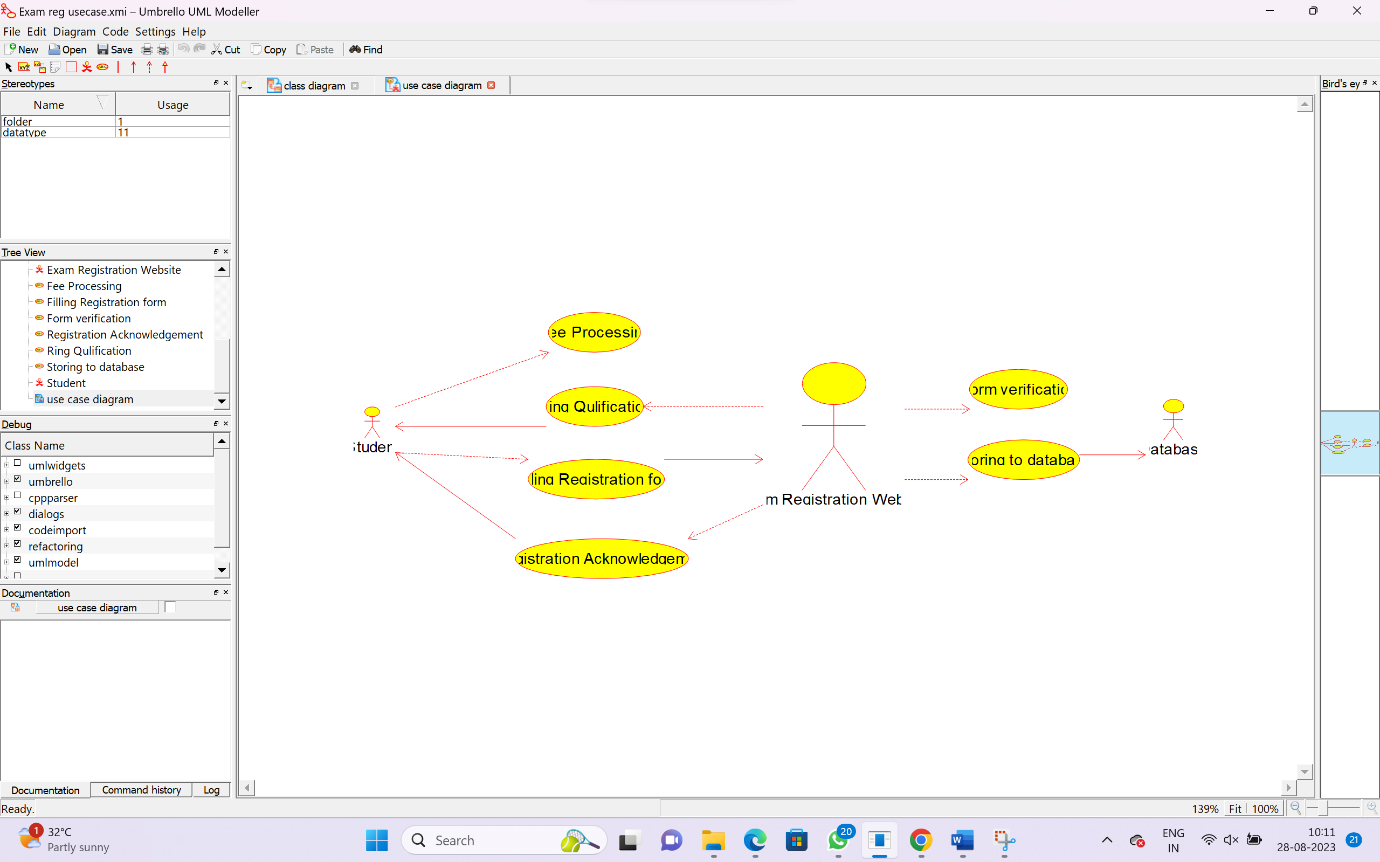 Exam reg usecase.xmi – Umbrello UML Modeller
File Edit Diagram Code Settings Help
New Open Save Cut Copy Paste Find
Stereotypes
class diagram
use case diagram
Bird's ey
Name Usage
folder 1
datatype 11
Tree View
Exam Registration Website
Fee Processing
Filling Registration form
Form verification
Registration Acknowledgement
Ring Qulification
Storing to database
Student
use case diagram
Debug
Class Name
umlwidgets
umbrello
cppparser
dialogs
codeimport
refactoring
umlmodel
Documentation
use case diagram
Documentation Command history Log
Ready.
ee Processin
ing Qulificatio
ling Registration fo
gistration Acknowledgem
tuder
m Registration Web
orm verificatio
oring to databa
atabas
139% Fit 100%
1
32°C
Partly sunny
Search
20
ENG
IN
10:11
28-08-2023
21